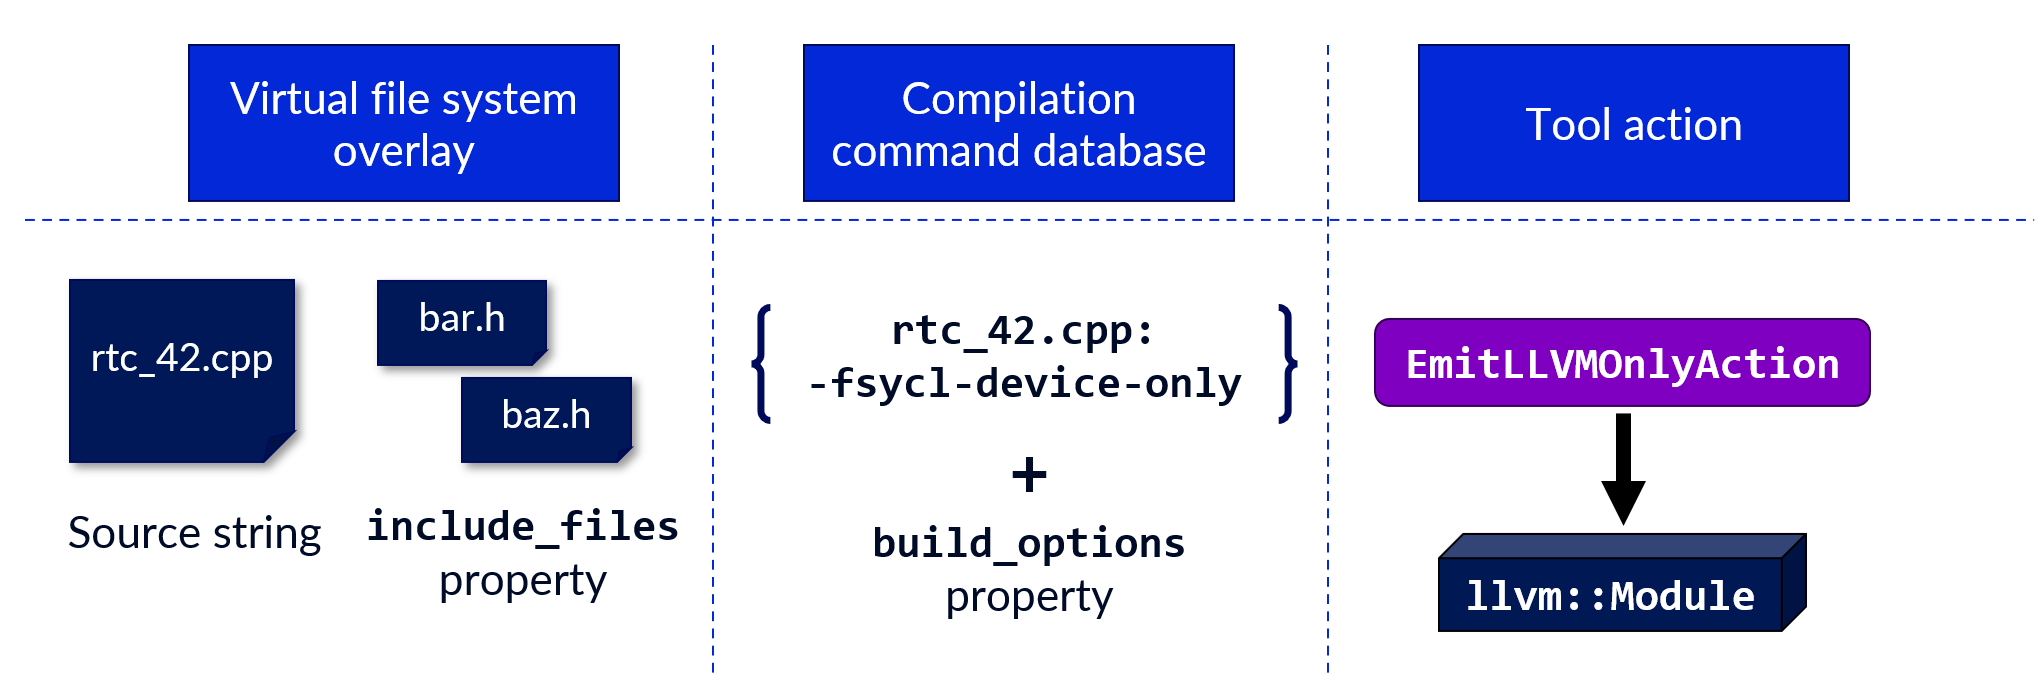 Virtual file system
overlay
Compilation
command database
Tool action
rtc_42.cpp
bar.h
baz.h
Source string
include_files
property
{ rtc_42.cpp:
-fsycl-device-only }
+
build_options
property
EmitLLVMOnlyAction
llvm::Module